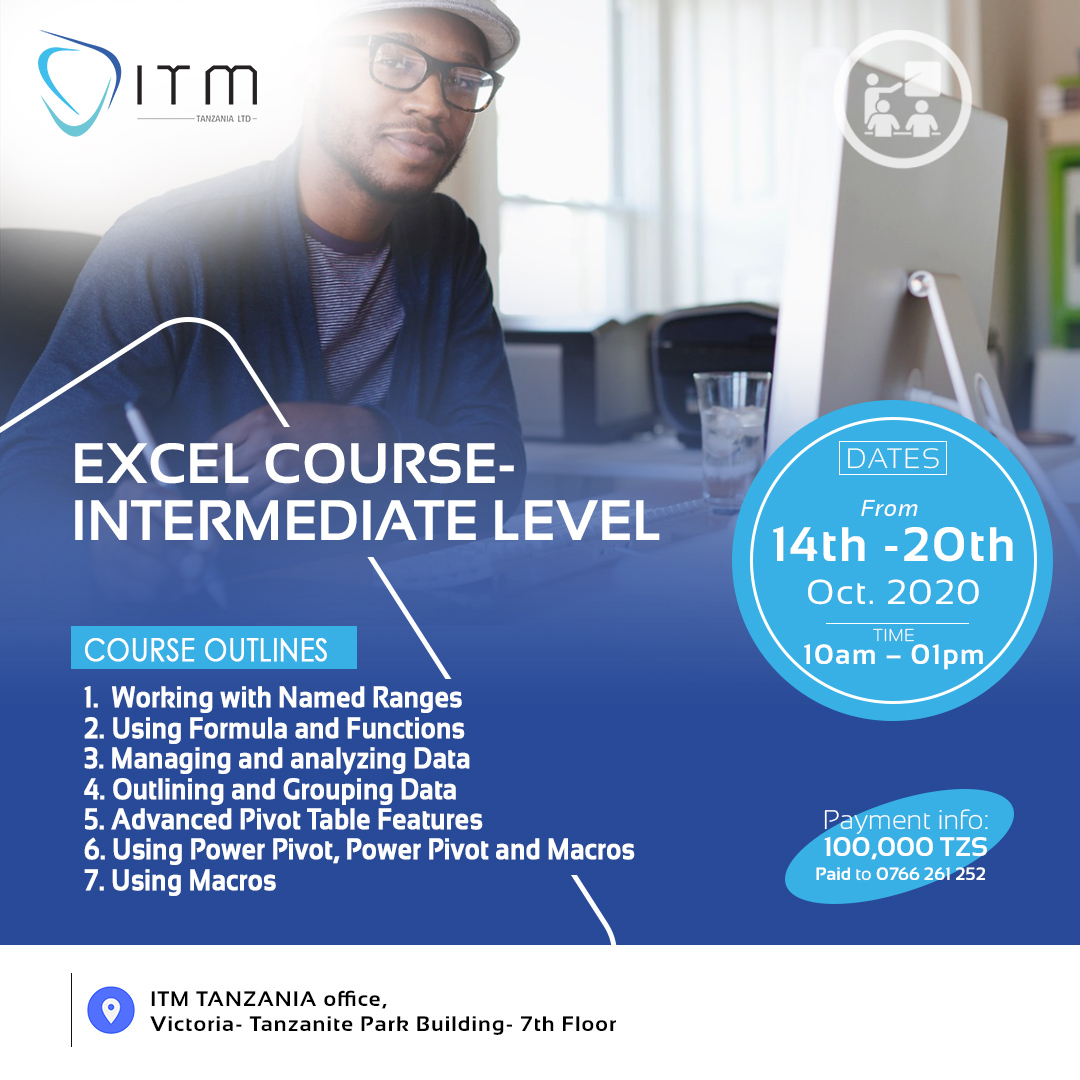 ITM
TANZANIA LTD
EXCEL COURSE-
INTERMEDIATE LEVEL
DATES
From
14th -20th
Oct. 2020
TIME
10am – 01pm
COURSE OUTLINES
1. Working with Named Ranges
2. Using Formula and Functions
3. Managing and analyzing Data
4. Outlining and Grouping Data
5. Advanced Pivot Table Features
6. Using Power Pivot, Power Pivot and Macros
7. Using Macros
Payment info:
100,000 TZS
Paid to 0766 261 252
ITM TANZANIA office,
Victoria- Tanzanite Park Building- 7th Floor